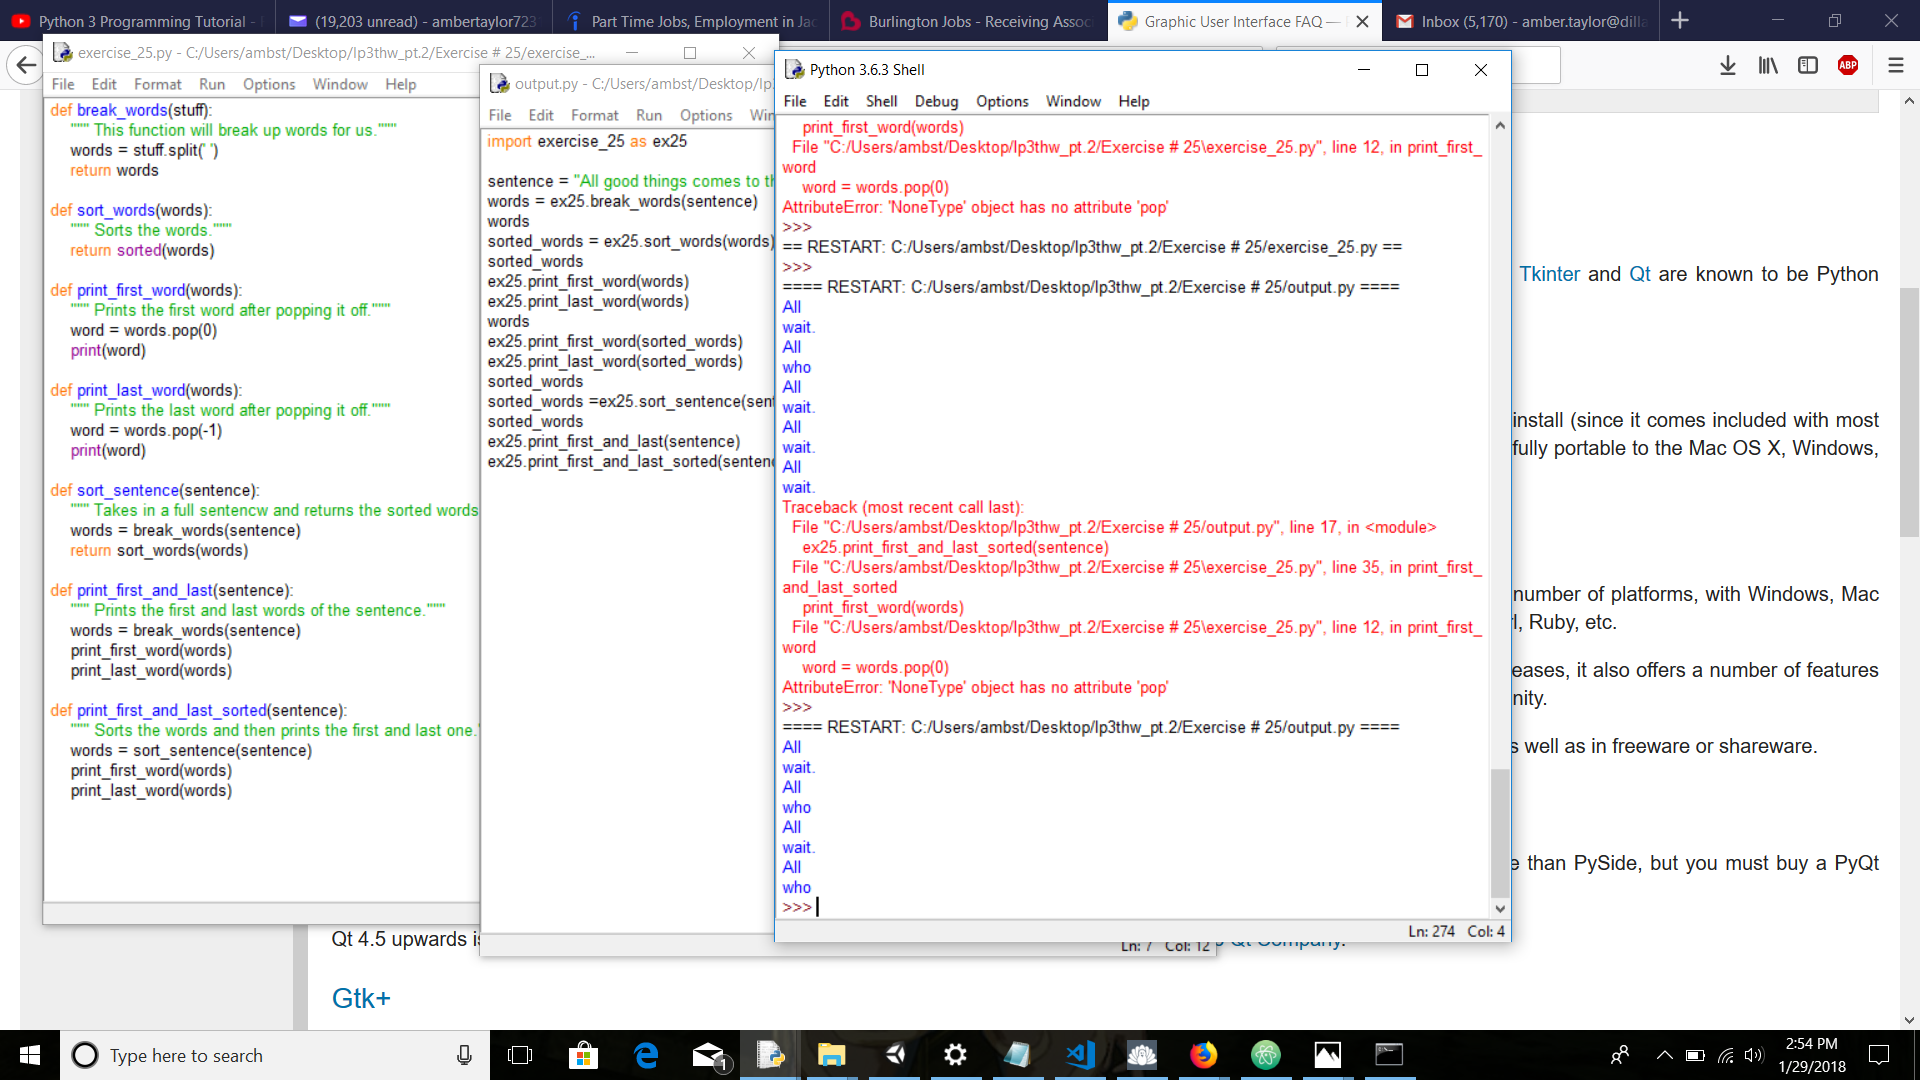 Python 3 Programming Tutorial -
(19,203 unread) - ambertaylor723
Part Time Jobs, Employment in Jac
Burlington Jobs - Receiving Assoc
Graphic User Interface FAQ —
Inbox (5,170) - amber.taylor@dilla
exercise_25.py - C:/Users/ambst/Desktop/lp3thw_pt.2/Exercise # 25/exercise_...
File Edit Format Run Options Window Help
def break_words(stuff):
""" This function will break up words for us."""
words = stuff.split(' ')
return words
def sort_words(words):
""" Sorts the words."""
return sorted(words)
def print_first_word(words):
""" Prints the first word after popping it off."""
word = words.pop(0)
print(word)
def print_last_word(words):
""" Prints the last word after popping it off."""
word = words.pop(-1)
print(word)
def sort_sentence(sentence):
""" Takes in a full sentencw and returns the sorted words
words = break_words(sentence)
return sort_words(words)
def print_first_and_last(sentence):
""" Prints the first and last words of the sentence."""
words = break_words(sentence)
print_first_word(words)
print_last_word(words)
def print_first_and_last_sorted(sentence):
""" Sorts the words and then prints the first and last one."
words = sort_sentence(sentence)
print_first_word(words)
print_last_word(words)
output.py - C:/Users/ambst/Desktop/lp3
File Edit Format Run Options Win
import exercise_25 as ex25
sentence = "All good things comes to th
words = ex25.break_words(sentence)
words
sorted_words = ex25.sort_words(words)
sorted_words
ex25.print_first_word(words)
ex25.print_last_word(words)
words
ex25.print_first_word(sorted_words)
ex25.print_last_word(sorted_words)
sorted_words
sorted_words =ex25.sort_sentence(sent
sorted_words
ex25.print_first_and_last(sentence)
ex25.print_first_and_last_sorted(sentenc
Ln: 7 Col: 12
Python 3.6.3 Shell
File Edit Shell Debug Options Window Help
print_first_word(words)
File "C:/Users/ambst/Desktop/lp3thw_pt.2/Exercise # 25\exercise_25.py", line 12, in print_first_
word
word = words.pop(0)
AttributeError: 'NoneType' object has no attribute 'pop'
>>>
== RESTART: C:/Users/ambst/Desktop/lp3thw_pt.2/Exercise # 25/exercise_25.py ==
>>>
==== RESTART: C:/Users/ambst/Desktop/lp3thw_pt.2/Exercise # 25/output.py ====
All
wait.
All
who
All
wait.
All
wait.
All
wait.
Traceback (most recent call last):
File "C:/Users/ambst/Desktop/lp3thw_pt.2/Exercise # 25/output.py", line 17, in <module>
ex25.print_first_and_last_sorted(sentence)
File "C:/Users/ambst/Desktop/lp3thw_pt.2/Exercise # 25\exercise_25.py", line 35, in print_first_
and_last_sorted
print_first_word(words)
File "C:/Users/ambst/Desktop/lp3thw_pt.2/Exercise # 25\exercise_25.py", line 12, in print_first_
word
word = words.pop(0)
AttributeError: 'NoneType' object has no attribute 'pop'
>>>
==== RESTART: C:/Users/ambst/Desktop/lp3thw_pt.2/Exercise # 25/output.py ====
All
wait.
All
who
All
wait.
All
who
>>>
Ln: 274 Col: 4
ABP
Tkinter and Qt are known to be Python
install (since it comes included with most
fully portable to the Mac OS X, Windows,
number of platforms, with Windows, Mac
l, Ruby, etc.
eases, it also offers a number of features
nity.
s well as in freeware or shareware.
e than PySide, but you must buy a PyQt
Qt 4.5 upwards is
Qt Company.
Gtk+
Type here to search
1
2:54 PM
1/29/2018